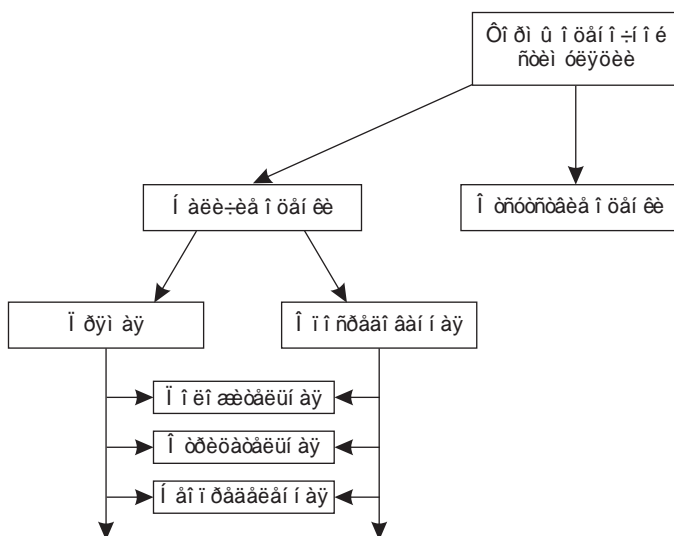 Ôî ðì û î öåí î ÷í î é
ñòèì óëÿöèè
Í àëè÷èå î öåí êè
Î òñóòñòâèå î öåí êè
Ï ðÿì àÿ
Î ï î ñðåäî âàí í àÿ
Ï î ëî æèòåëüí àÿ
Î òðèöàòåëüí àÿ
Í åî ï ðåäåëåí í àÿ